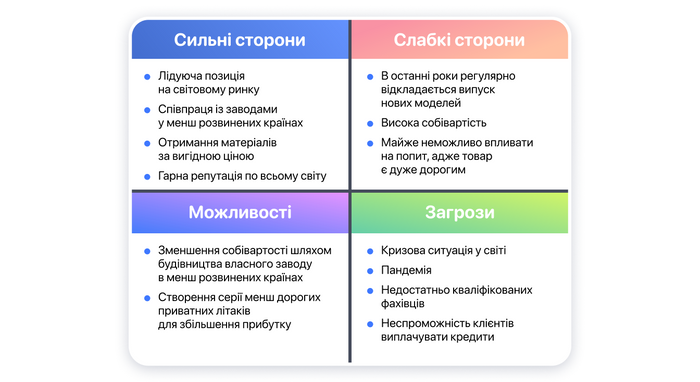 Сильні сторони
Лідуюча позиція
на світовому ринку
Співпраця із заводами
у менш розвинених країнах
Отримання матеріалів
за вигідною ціною
Гарна репутація по всьому світу
Слабкі сторони
В останні роки регулярно
відкладається випуск
нових моделей
Висока собівартість
Майже неможливо впливати
на попит, адже товар
є дуже дорогим
Можливості
Зменшення собівартості шляхом
будівництва власного заводу
в менш розвинених країнах
Створення серії менш дорогих
приватних літаків
для збільшення прибутку
Загрози
Кризова ситуація у світі
Пандемія
Недостатньо кваліфікованих
фахівців
Неспроможність клієнтів
виплачувати кредити